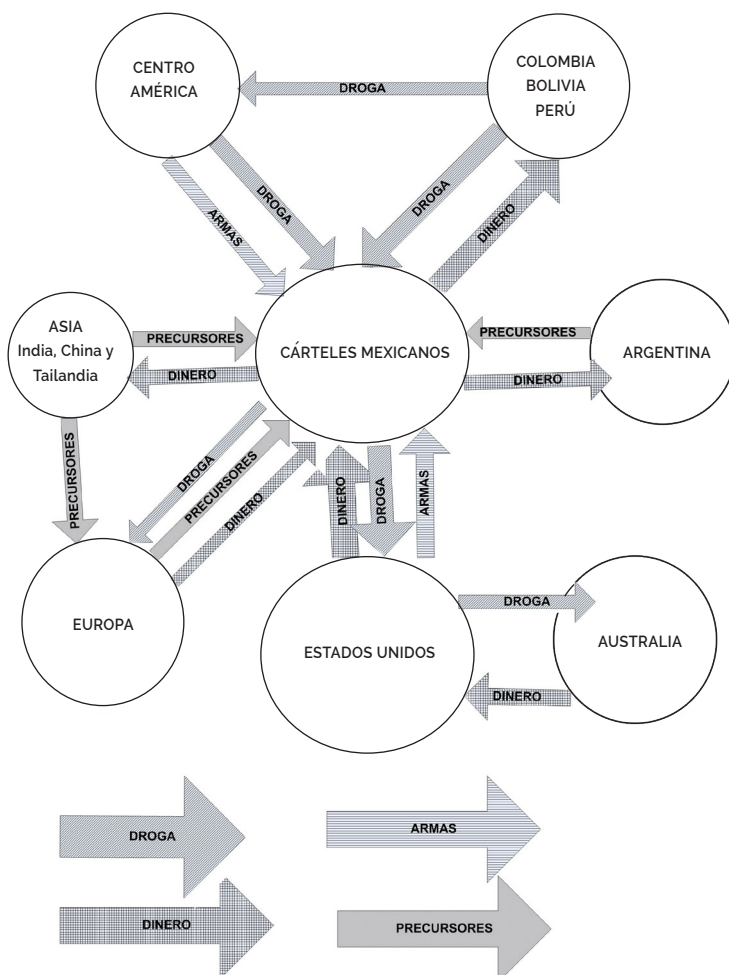 CENTRO
AMÉRICA
COLOMBIA
BOLIVIA
PERÚ
DROGA
DROGA
ARMAS
DROGA
DINERO
ASIA
India, China y
Tailandia
PRECURSORES
DINERO
CÁRTELES MEXICANOS
PRECURSORES
DINERO
ARGENTINA
PRECURSORES
DROGA
PRECURSORES
DINERO
DINERO
DROGA
ARMAS
EUROPA
ESTADOS UNIDOS
DROGA
DINERO
AUSTRALIA
DROGA
ARMAS
DINERO
PRECURSORES